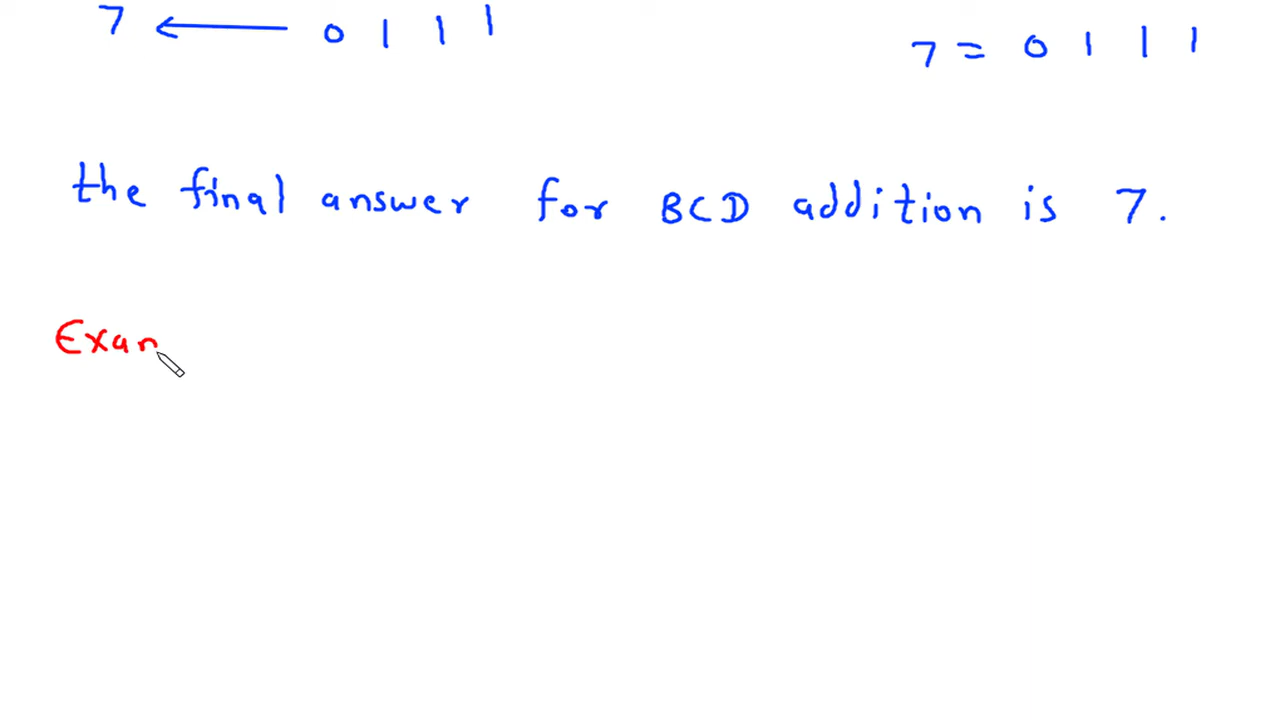 7 ← 0 1 1 1
7 = 0 1 1 1
the final answer for BCD addition is 7.
Exan